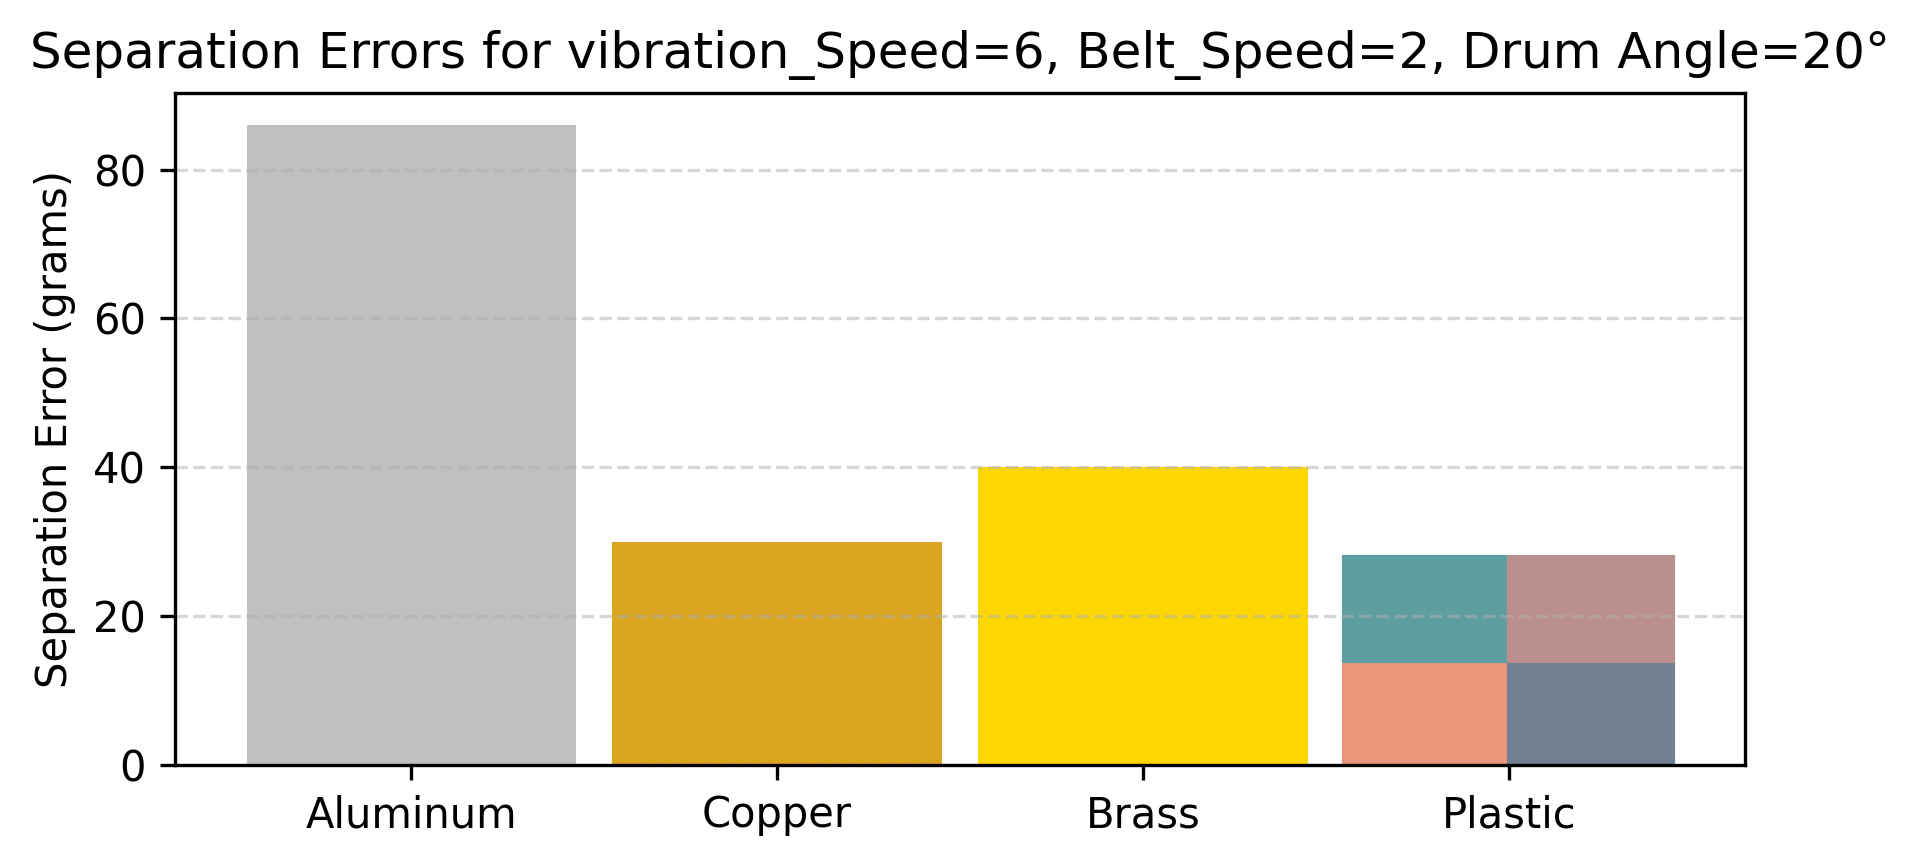 Separation Errors for vibration_Speed=6, Belt_Speed=2, Drum Angle=20°
Separation Error (grams)
80
60
40
20
0
Aluminum
Copper
Brass
Plastic